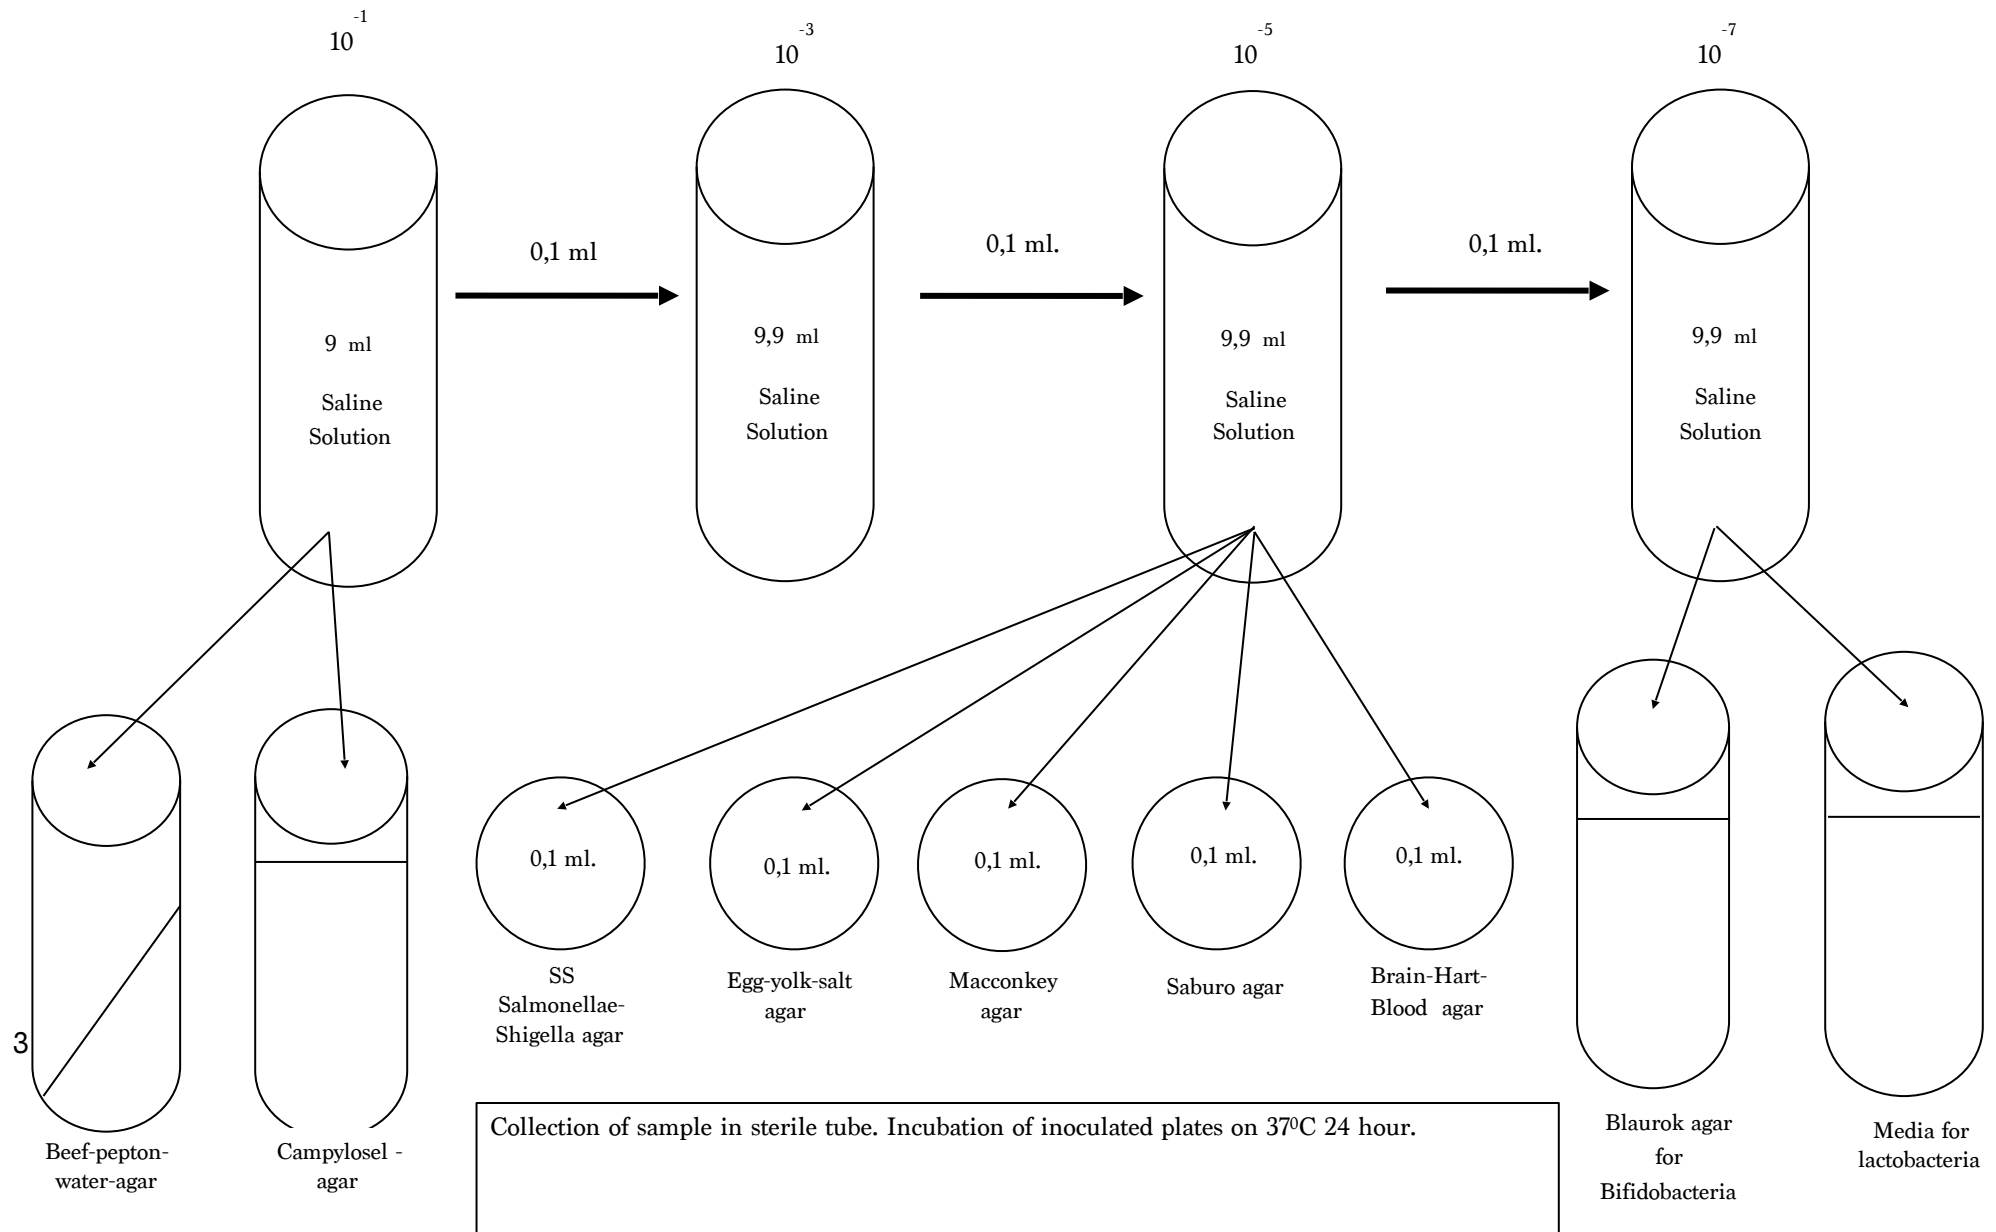 10^-1
10^-3
10^-5
10^-7
0,1 ml
0,1 ml.
0,1 ml.
9 ml
Saline
Solution
9,9 ml
Saline
Solution
9,9 ml
Saline
Solution
9,9 ml
Saline
Solution
0,1 ml.
0,1 ml.
0,1 ml.
0,1 ml.
0,1 ml.
SS
Salmonellae-
Shigella agar
Egg-yolk-salt
agar
Macconkey
agar
Saburo agar
Brain-Hart-
Blood agar
3
Beef-pepton-
water-agar
Campylosel -
agar
Collection of sample in sterile tube. Incubation of inoculated plates on 37⁰C 24 hour.
Blaurok agar
for
Bifidobacteria
Media for
lactobacteria